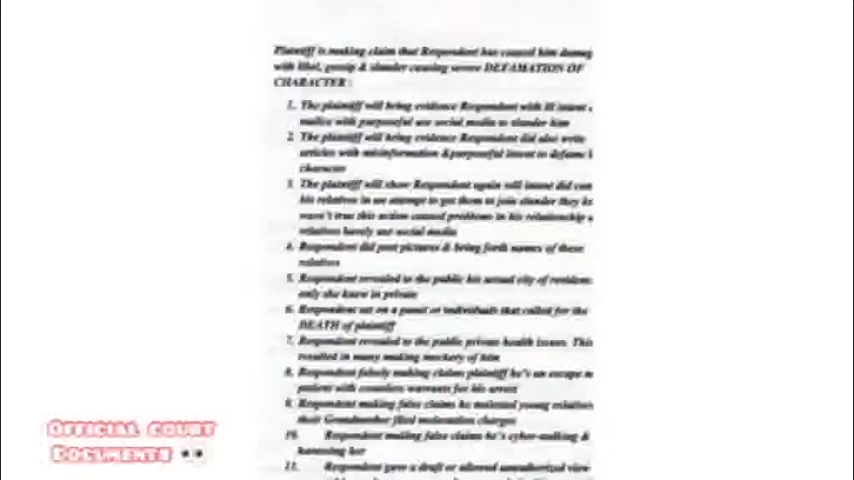 Plaintiff is making claim that Respondent has caused him damag
with libel, gossip & slander causing severe DEFAMATION OF
CHARACTER :
1. The plaintiff will bring evidence Respondent with ill intent
malice with purposeful use social media to slander him
2 The plaintiff will bring evidence Respondent did also write
articles with misinformation & purposeful intent to defame
character
3 The plaintiff will show Respondent again will intent did con
his relatives in an attempt to get them to join slander they
wasn't true this action caused problems in his relationship
relatives barely use social media
4. Respondent did post pictures & bring forth names of these
relatives
5. Respondent revealed to the public his actual city of residen
only she knew in private
6. Respondent sat on a panel or individuals that called for the
DEATH of plaintiff
7. Respondent revealed to the public private health issues. This
resulted in many making mockery of him
8. Respondent falsely making claims plaintiff he's an escape m
patient with countless warrants for his arrest
9. Respondent making false claims he molested young relative
their Grandmother filed molestation charges
10. Respondent making false claims he's cyber-stalking &
harassing her
11. Respondent gave a draft or allowed unauthorized view
Official court
Documents